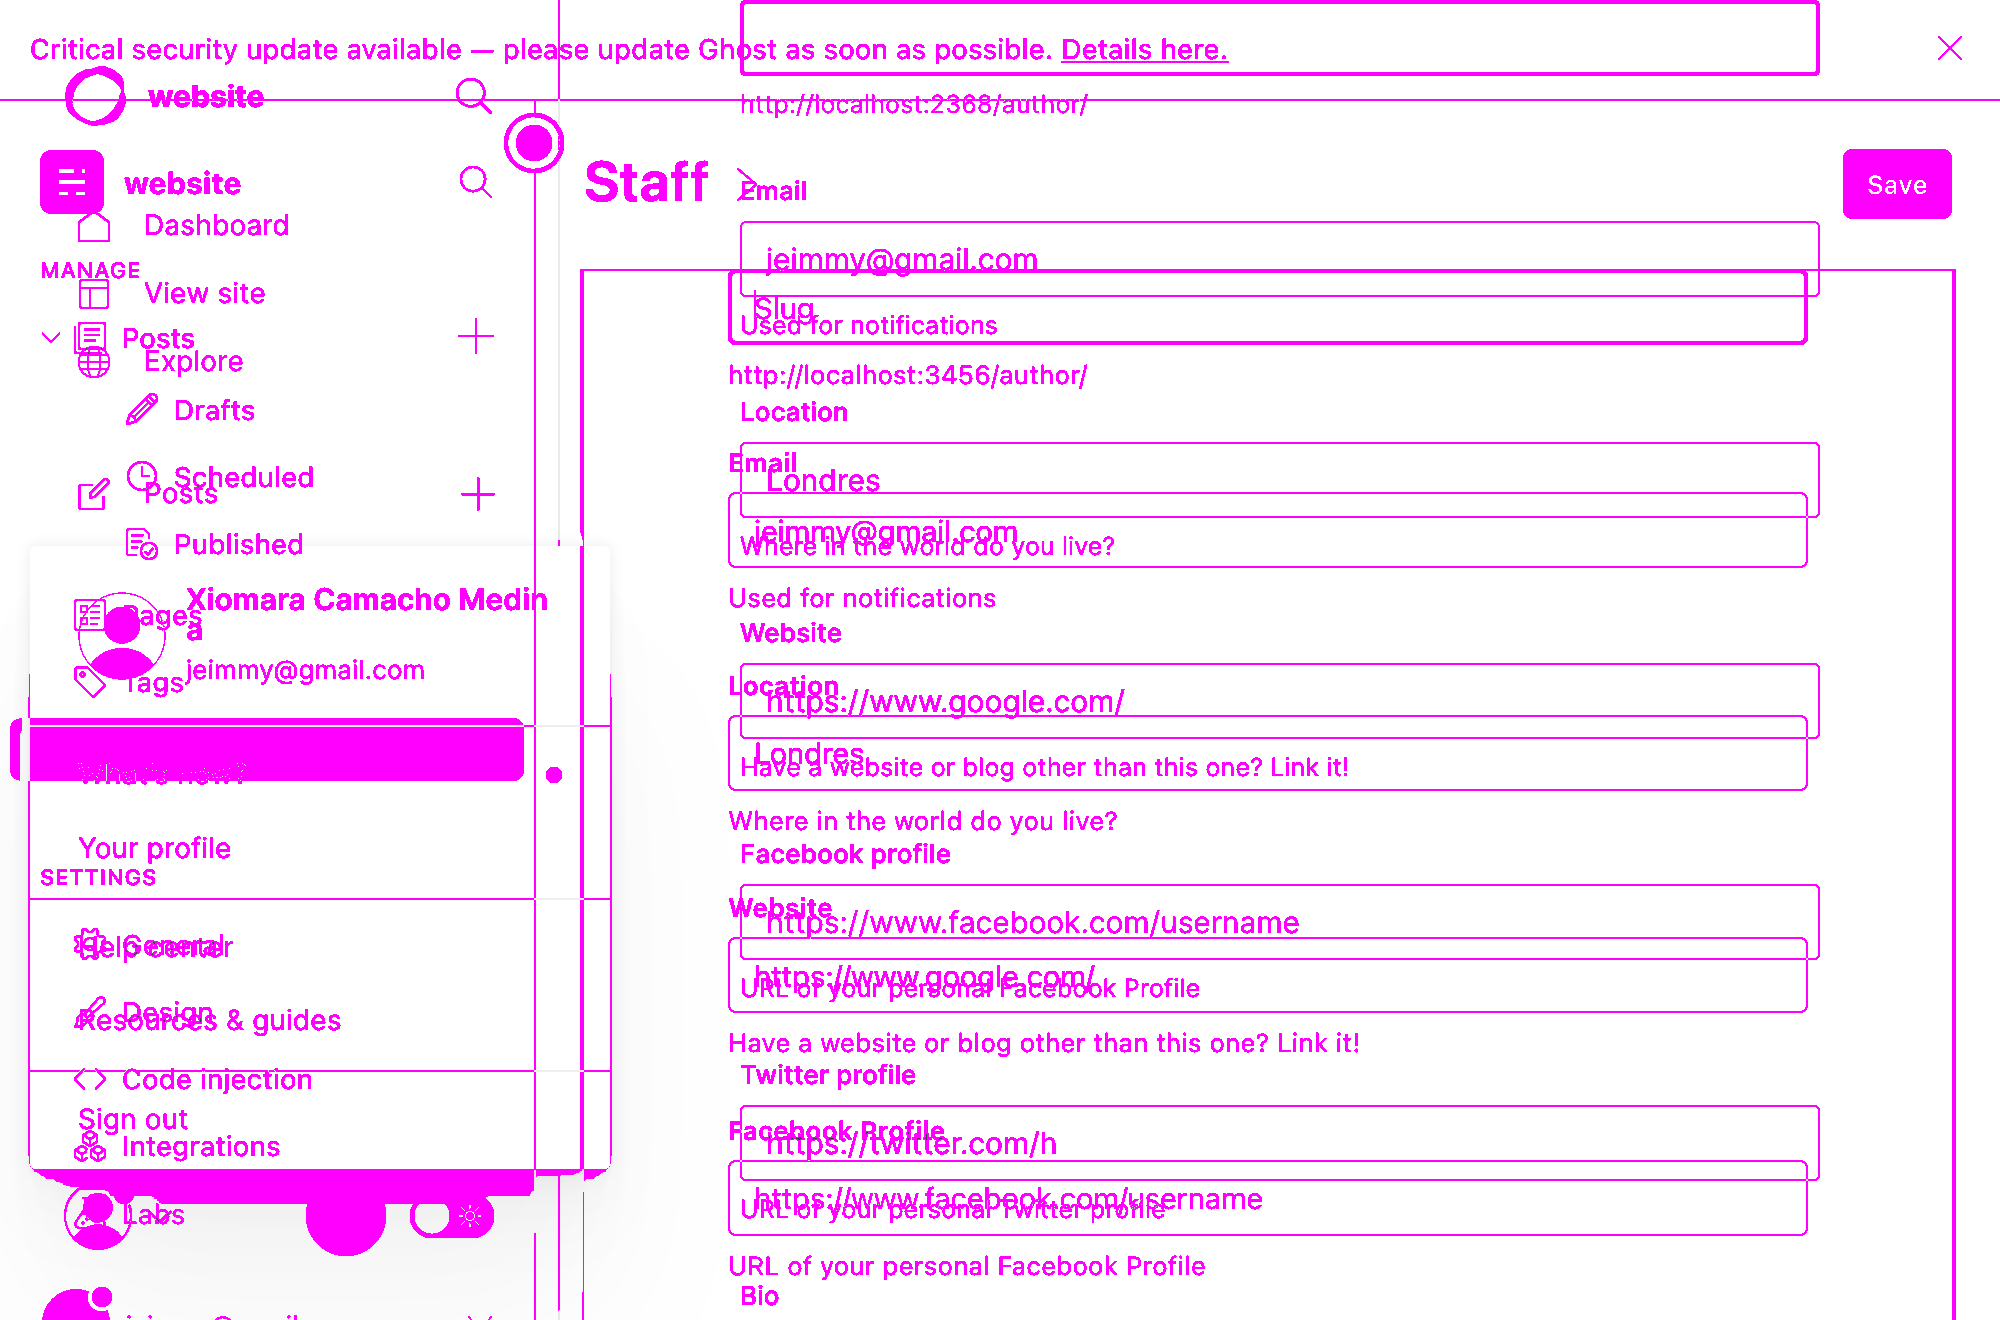 Critical security update available — please update Ghost as soon as possible. Details here.
website
http://localhost:2368/author/
website
Staff
Email
Save
Dashboard
jeimmy@gmail.com
MANAGE
View site
Slug
Used for notifications
Posts
Explore
http://localhost:3456/author/
Drafts
Location
Email
Scheduled
Londres
Posts
jeimmy@gmail.com
Where in the world do you live?
Published
Xiomara Camacho Medin
a
Used for notifications
Pages
Website
jeimmy@gmail.com
Tags
Location
https://www.google.com/
Londres
What's new?
Have a website or blog other than this one? Link it!
Where in the world do you live?
Your profile
Facebook profile
SETTINGS
Website
https://www.facebook.com/username
General
Help center
https://www.google.com/
URL of your personal Facebook Profile
Design
Resources & guides
Have a website or blog other than this one? Link it!
Twitter profile
Code injection
Sign out
Facebook Profile
https://twitter.com/h
Integrations
https://www.facebook.com/username
URL of your personal Twitter profile
Labs
URL of your personal Facebook Profile
Bio